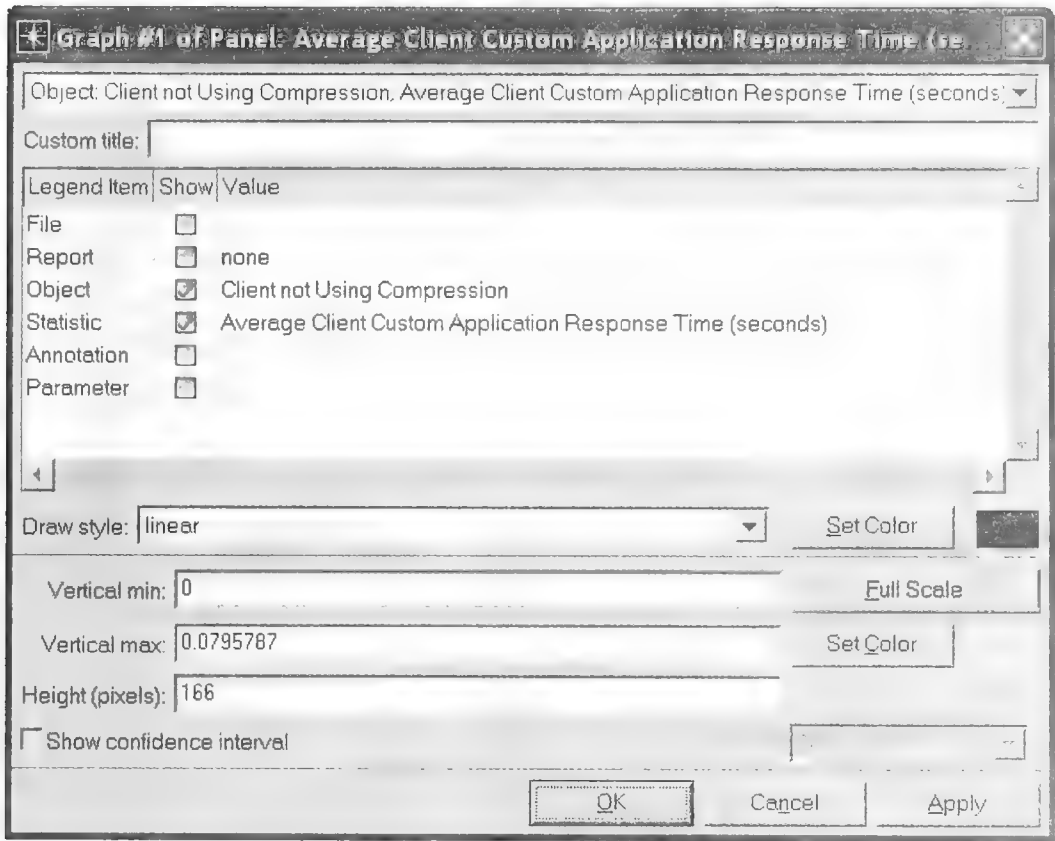 Graph #1 of Panel: Average Client Custom Application Response Time (se...
Object: Client not Using Compression, Average Client Custom Application Response Time (seconds)
Custom title:
Legend Item Show Value
File
Report none
Object Client not Using Compression
Statistic Average Client Custom Application Response Time (seconds)
Annotation
Parameter
Draw style: linear Set Color
Vertical min: 0 Full Scale
Vertical max: 0.0795787 Set Color
Height (pixels): 166
Show confidence interval
OK Cancel Apply